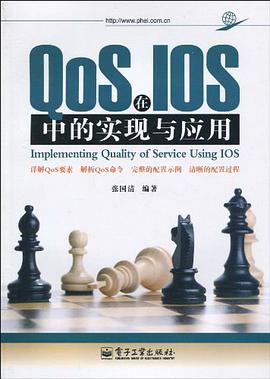 http://www.phei.com.cn
QoS在IOS
中的实现与应用
Implementing Quality of Service Using IOS
详解QoS要素 解析QoS命令 完整的配置示例 清晰的配置过程
张国清 编著
电子工业出版社